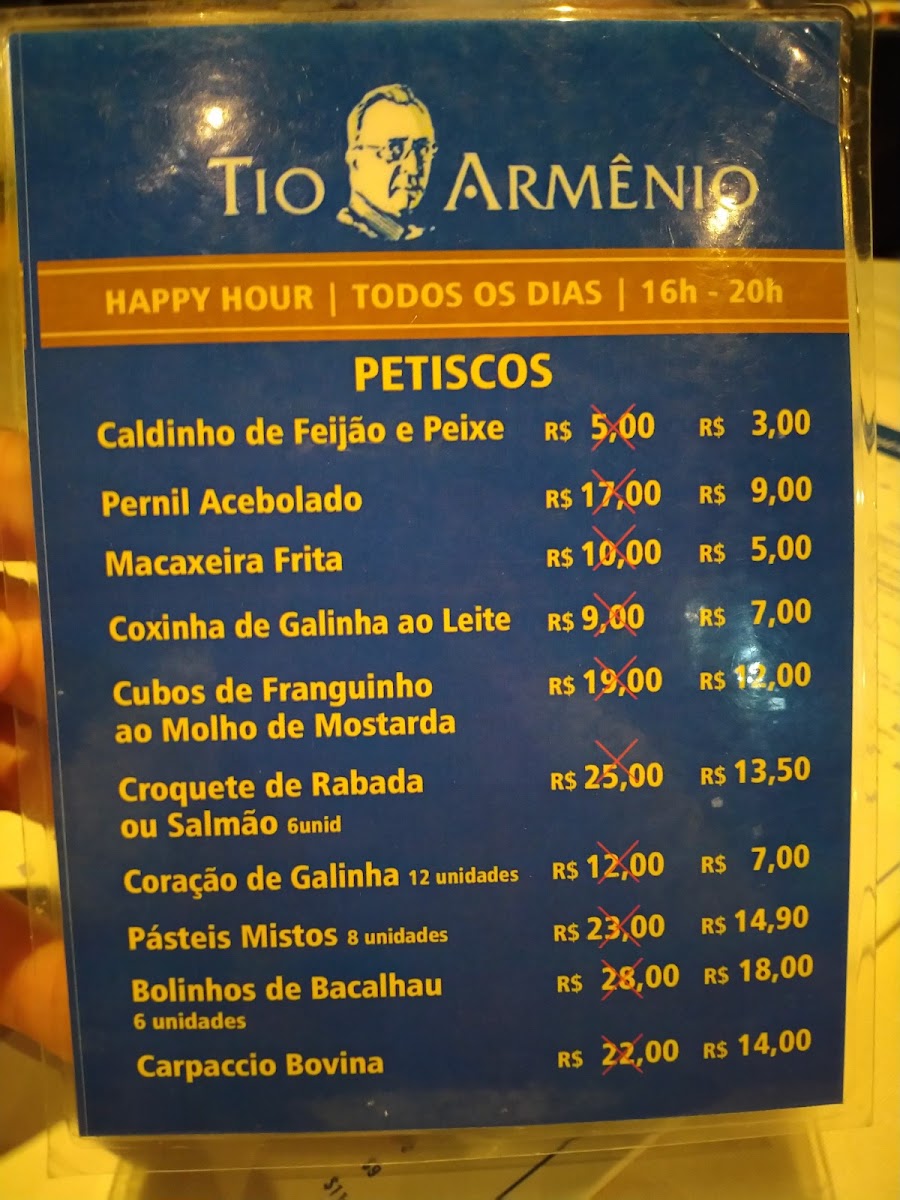 TIO ARMÊNIO
HAPPY HOUR | TODOS OS DIAS | 16h - 20h
PETISCOS
Caldinho de Feijão e Peixe R$ 5,00 R$ 3,00
Pernil Acebolado R$ 17,00 R$ 9,00
Macaxeira Frita R$ 10,00 R$ 5,00
Coxinha de Galinha ao Leite R$ 9,00 R$ 7,00
Cubos de Franguinho R$ 19,00 R$ 12,00
ao Molho de Mostarda
Croquete de Rabada R$ 25,00 R$ 13,50
ou Salmão 6unid
Coração de Galinha 12 unidades R$ 12,00 R$ 7,00
Pásteis Mistos 8 unidades R$ 23,00 R$ 14,90
Bolinhos de Bacalhau R$ 28,00 R$ 18,00
6 unidades
Carpaccio Bovina R$ 22,00 R$ 14,00